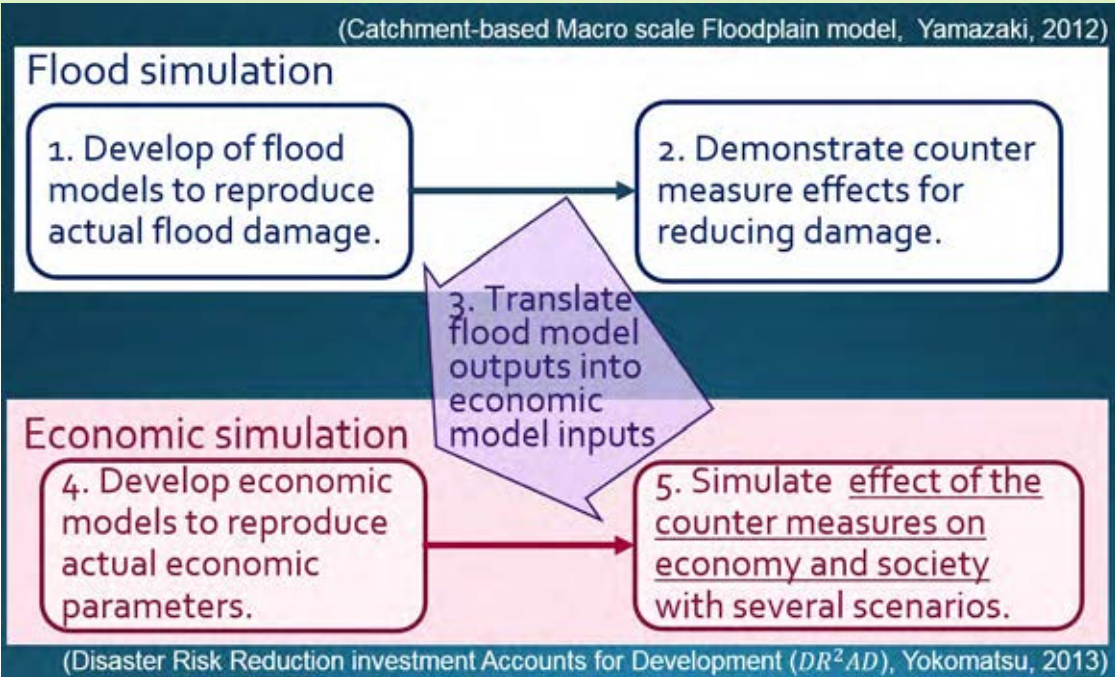 (Catchment-based Macro scale Floodplain model, Yamazaki, 2012)
Flood simulation
1. Develop of flood
models to reproduce
actual flood damage.
2. Demonstrate counter
measure effects for
reducing damage.
3. Translate
flood model
outputs into
economic
model inputs
Economic simulation
4. Develop economic
models to reproduce
actual economic
parameters.
5. Simulate effect of the
counter measures on
economy and society
with several scenarios.
(Disaster Risk Reduction investment Accounts for Development (DR²AD), Yokomatsu, 2013)